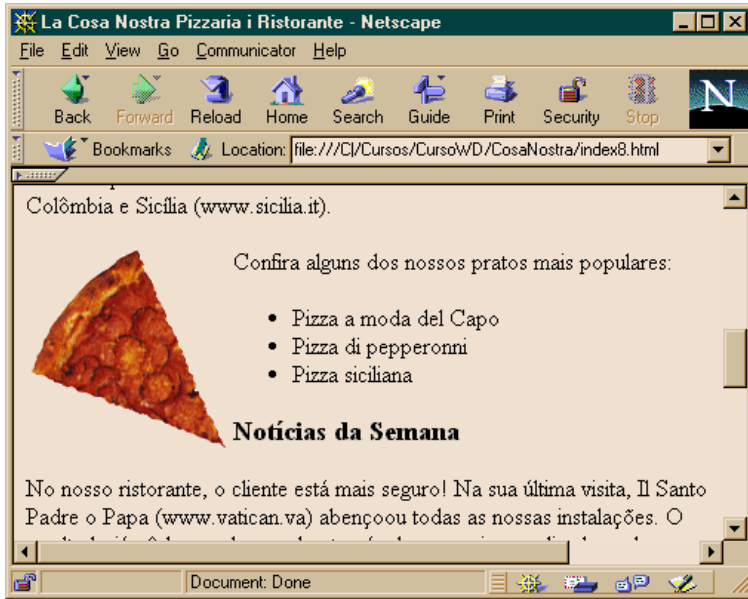 La Cosa Nostra Pizzaria i Ristorante - Netscape
File Edit View Go Communicator Help
Back Forward Reload Home Search Guide Print Security Stop
N
Bookmarks Location: file:///C|/Cursos/CursoWD/CosaNostra/index8.html
Colômbia e Sicília (www.sicilia.it).
Confira alguns dos nossos pratos mais populares:
• Pizza a moda del Capo
• Pizza di pepperonni
• Pizza siciliana
Notícias da Semana
No nosso ristorante, o cliente está mais seguro! Na sua última visita, Il Santo
Padre o Papa (www.vatican.va) abençoou todas as nossas instalações. O
Document: Done